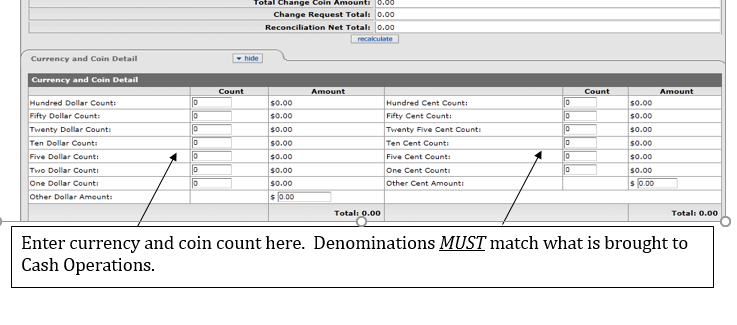 Total Change Coin Amount: 0.00
Change Request Total: 0.00
Reconciliation Net Total: 0.00
recalculate
Currency and Coin Detail hide
Currency and Coin Detail
Count Amount Count Amount
Hundred Dollar Count: 0 $0.00 Hundred Cent Count: 0 $0.00
Fifty Dollar Count: 0 $0.00 Fifty Cent Count: 0 $0.00
Twenty Dollar Count: 0 $0.00 Twenty Five Cent Count: 0 $0.00
Ten Dollar Count: 0 $0.00 Ten Cent Count: 0 $0.00
Five Dollar Count: 0 $0.00 Five Cent Count: 0 $0.00
Two Dollar Count: 0 $0.00 One Cent Count: 0 $0.00
One Dollar Count: 0 $0.00 Other Cent Amount: $ 0.00
Other Dollar Amount: $ 0.00
Total: 0.00 Total: 0.00
Enter currency and coin count here. Denominations MUST match what is brought to
Cash Operations.